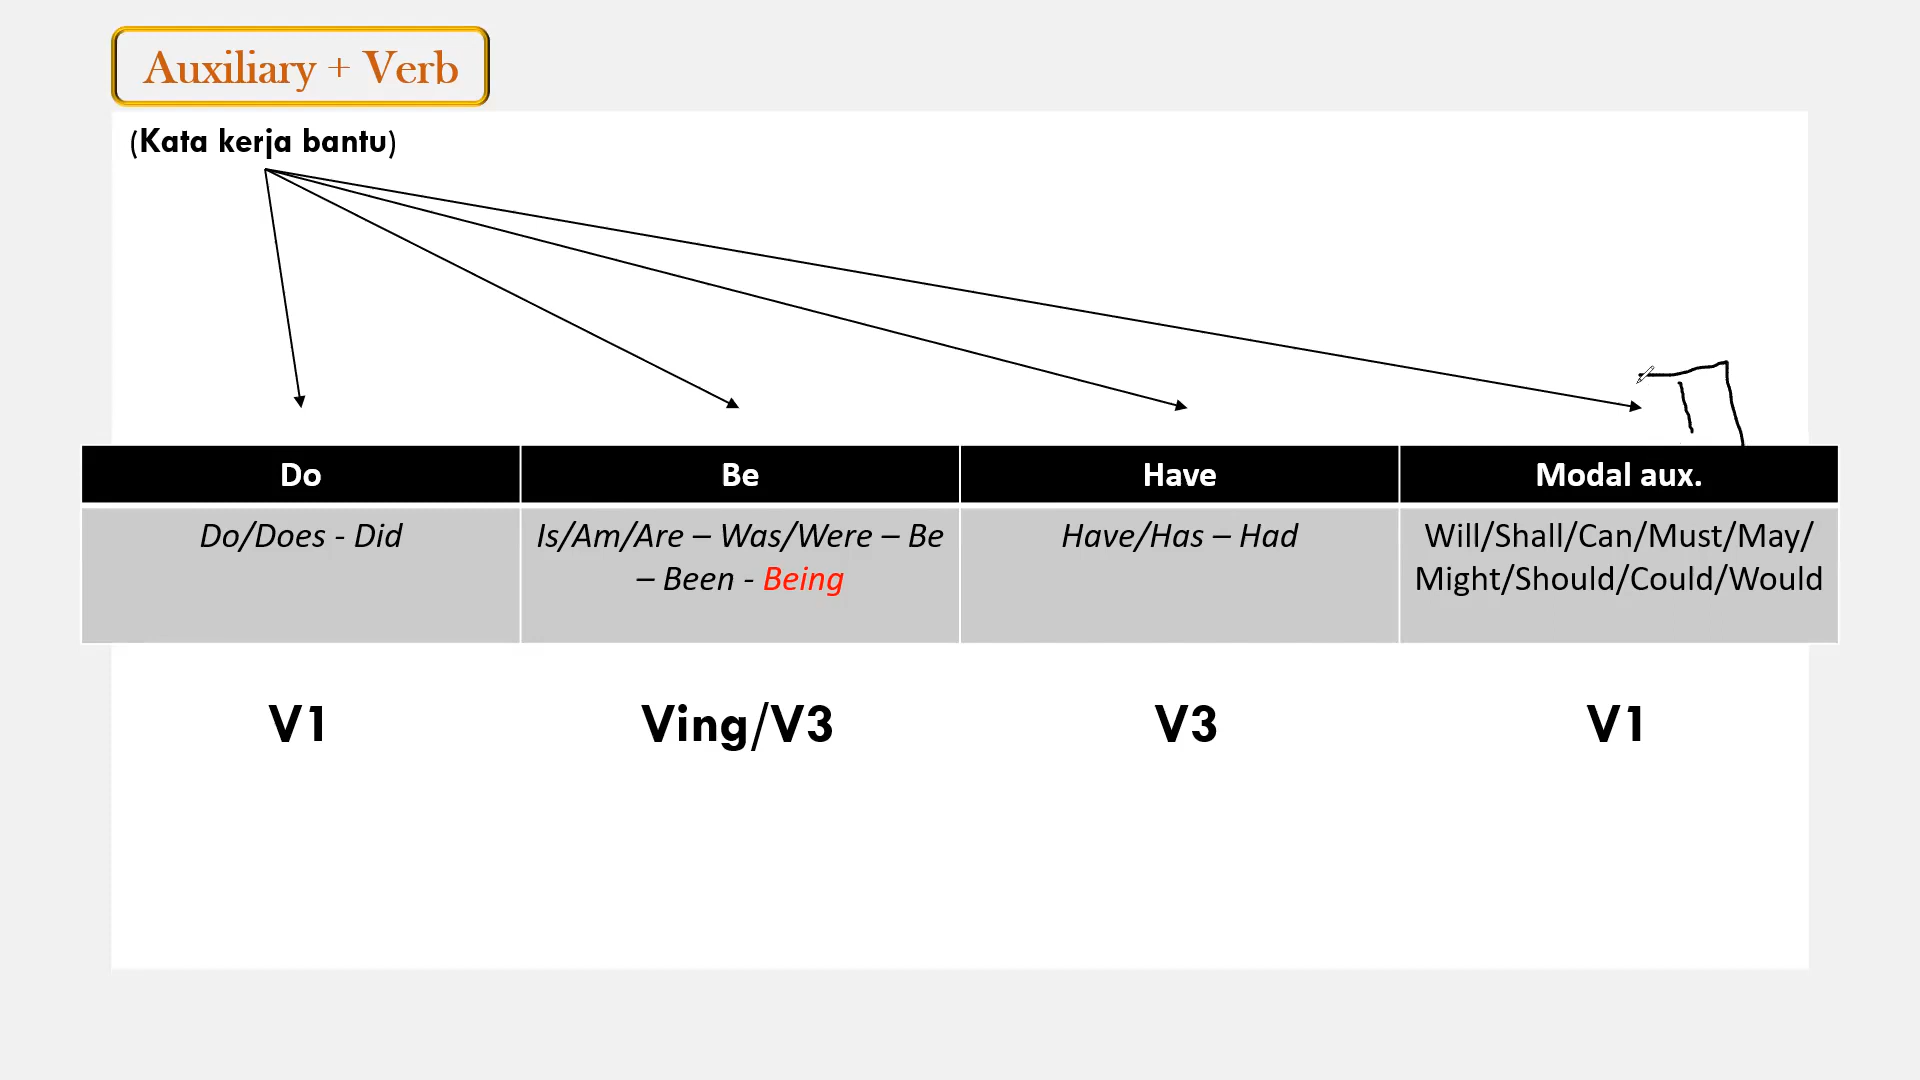 Auxiliary + Verb
(Kata kerja bantu)
Do
Be
Have
Modal aux.
Do/Does - Did
Is/Am/Are – Was/Were – Be
– Been - Being
Have/Has – Had
Will/Shall/Can/Must/May/
Might/Should/Could/Would
V1
Ving/V3
V3
V1